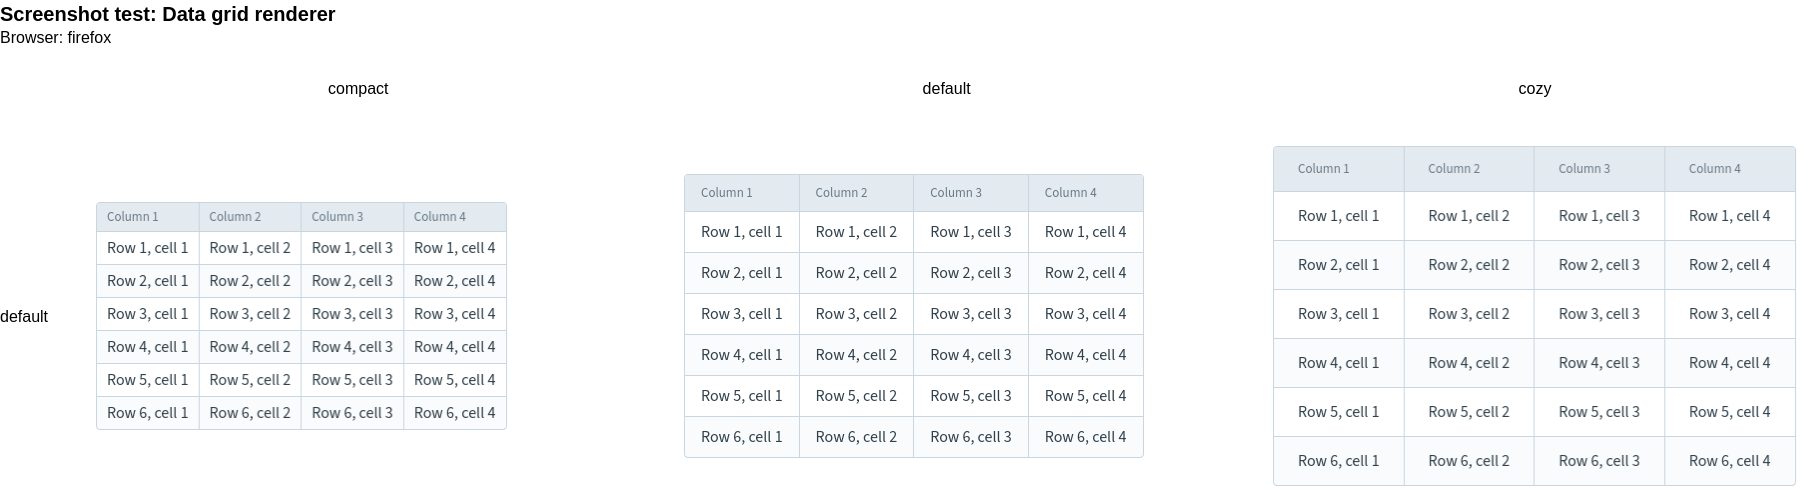 Screenshot test: Data grid renderer
Browser: firefox
compact default cozy
default
Column 1 Column 2 Column 3 Column 4
Row 1, cell 1 Row 1, cell 2 Row 1, cell 3 Row 1, cell 4
Row 2, cell 1 Row 2, cell 2 Row 2, cell 3 Row 2, cell 4
Row 3, cell 1 Row 3, cell 2 Row 3, cell 3 Row 3, cell 4
Row 4, cell 1 Row 4, cell 2 Row 4, cell 3 Row 4, cell 4
Row 5, cell 1 Row 5, cell 2 Row 5, cell 3 Row 5, cell 4
Row 6, cell 1 Row 6, cell 2 Row 6, cell 3 Row 6, cell 4
Column 1 Column 2 Column 3 Column 4
Row 1, cell 1 Row 1, cell 2 Row 1, cell 3 Row 1, cell 4
Row 2, cell 1 Row 2, cell 2 Row 2, cell 3 Row 2, cell 4
Row 3, cell 1 Row 3, cell 2 Row 3, cell 3 Row 3, cell 4
Row 4, cell 1 Row 4, cell 2 Row 4, cell 3 Row 4, cell 4
Row 5, cell 1 Row 5, cell 2 Row 5, cell 3 Row 5, cell 4
Row 6, cell 1 Row 6, cell 2 Row 6, cell 3 Row 6, cell 4
Column 1 Column 2 Column 3 Column 4
Row 1, cell 1 Row 1, cell 2 Row 1, cell 3 Row 1, cell 4
Row 2, cell 1 Row 2, cell 2 Row 2, cell 3 Row 2, cell 4
Row 3, cell 1 Row 3, cell 2 Row 3, cell 3 Row 3, cell 4
Row 4, cell 1 Row 4, cell 2 Row 4, cell 3 Row 4, cell 4
Row 5, cell 1 Row 5, cell 2 Row 5, cell 3 Row 5, cell 4
Row 6, cell 1 Row 6, cell 2 Row 6, cell 3 Row 6, cell 4